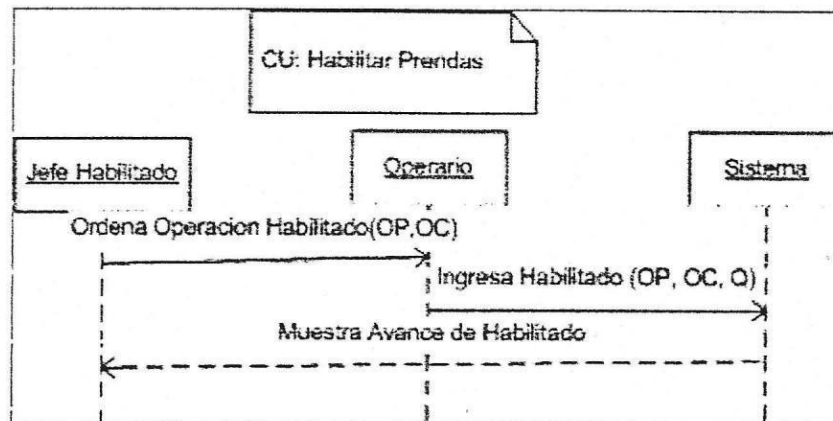 CU: Habilitar Prendas
Jefe Habilitado
Operario
Sistema
Ordena Operacion Habilitado(OP,OC)
Ingresa Habilitado (OP, OC, Q)
Muestra Avance de Habilitado